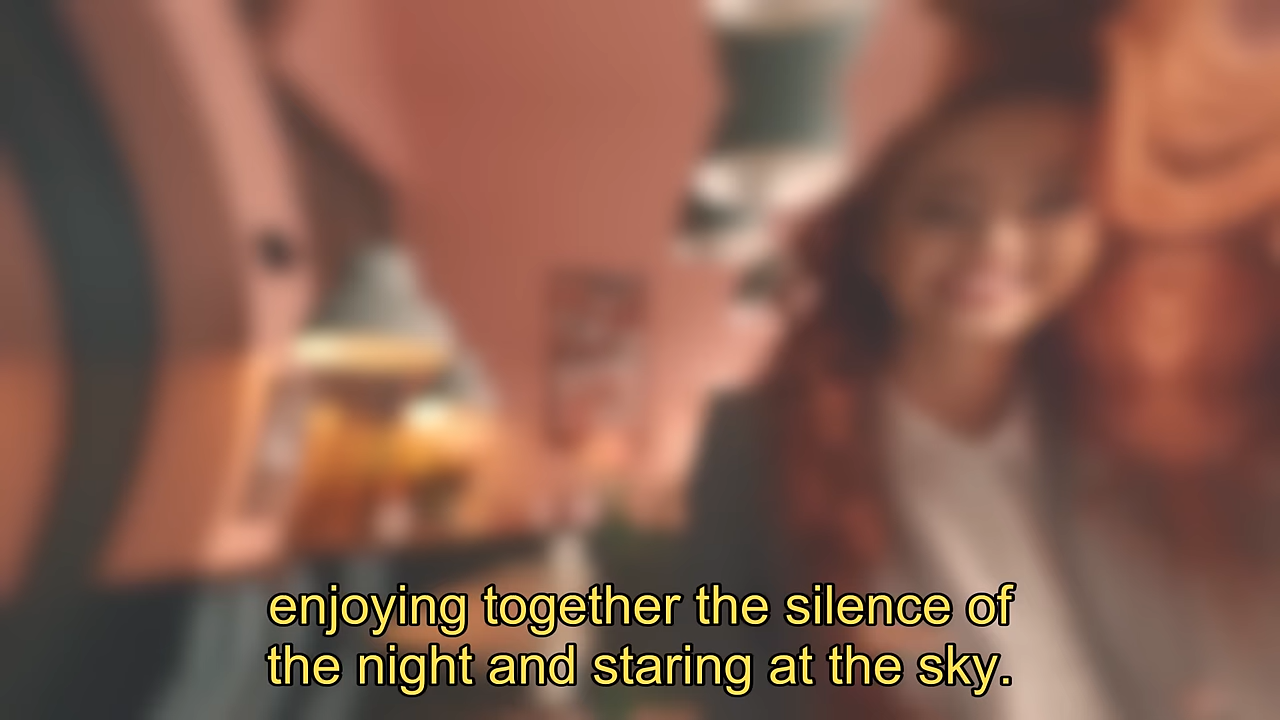 enjoying together the silence of
the night and staring at the sky.